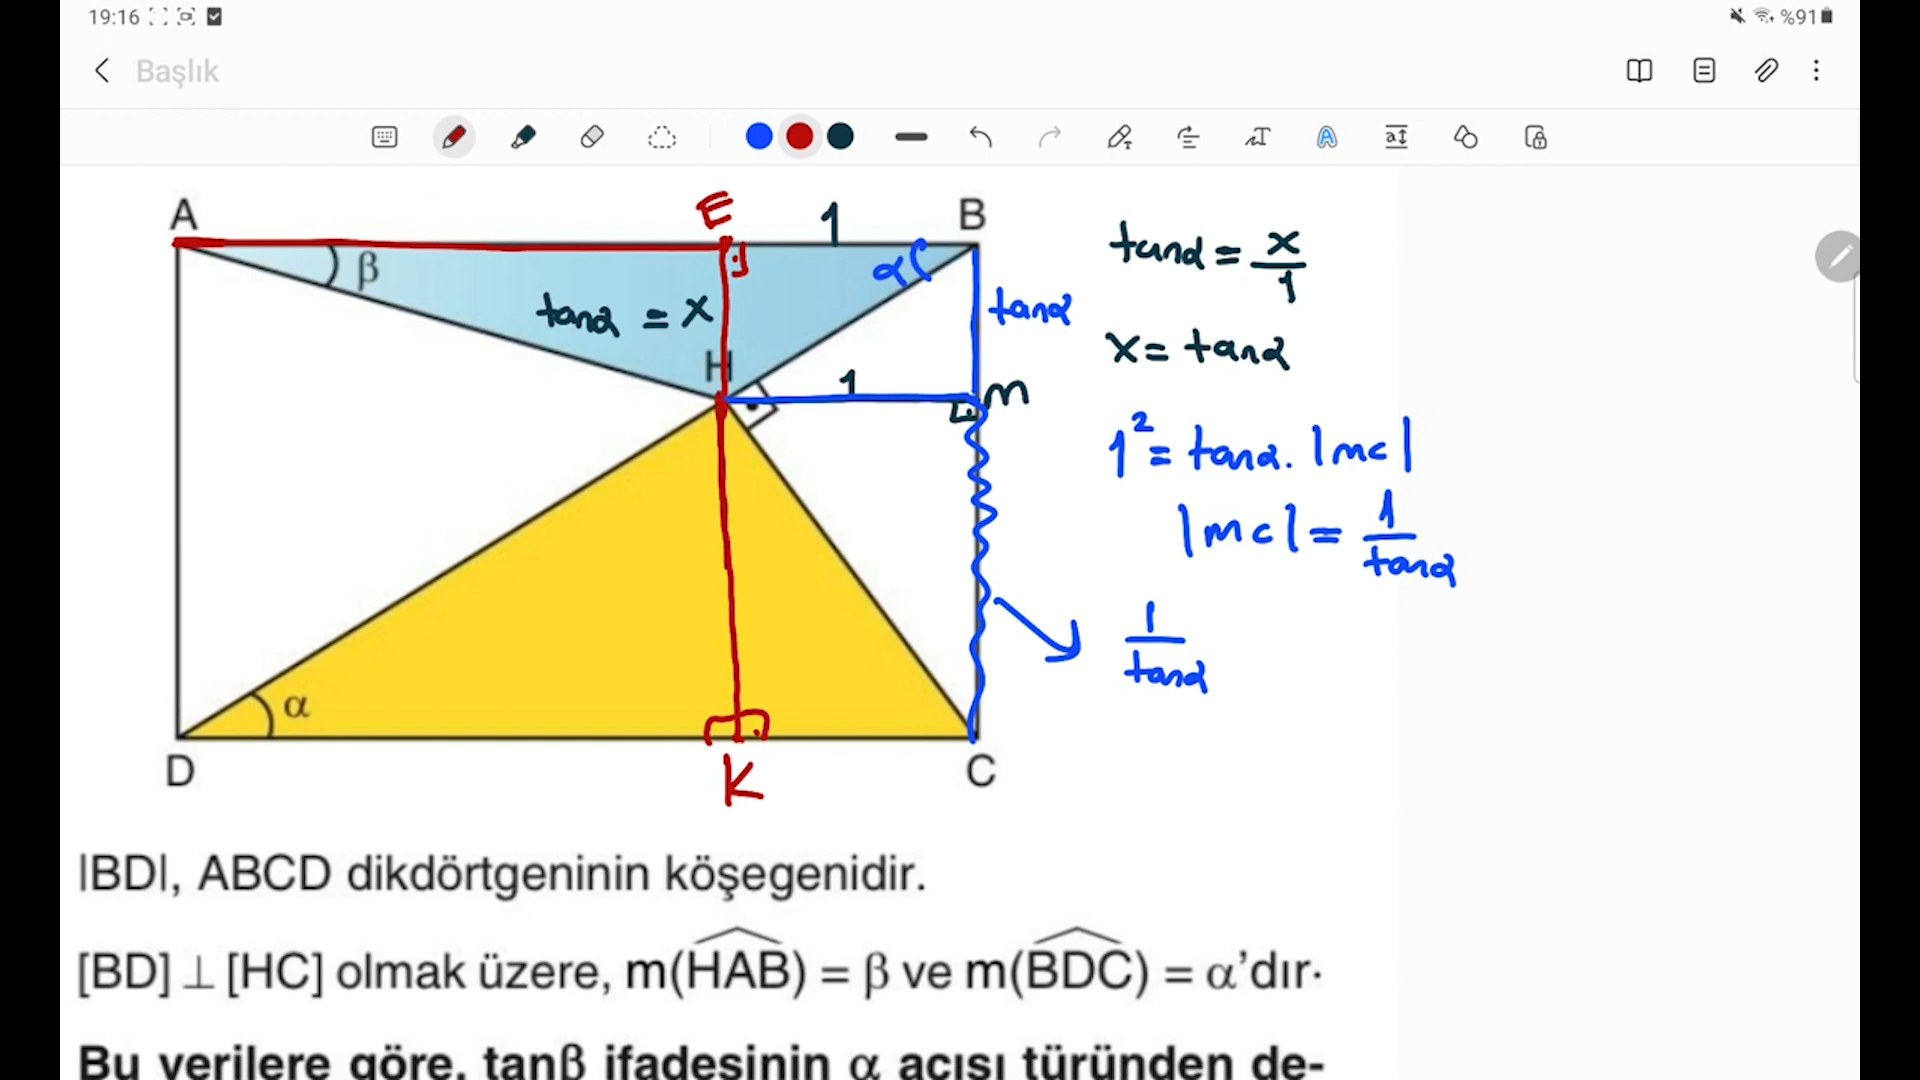 19:16
%91
Başlık
A
E
1
B
β
α
tanα = x
tanα
H
1
m
α
D
K
C
tanα = x/1
x = tanα
1² = tanα . |mc|
|mc| = 1/tanα
1/tanα
|BD|, ABCD dikdörtgeninin köşegenidir.
[BD] ⊥ [HC] olmak üzere, m(HAB) = β ve m(BDC) = α'dır.
Bu verilere göre, tanβ ifadesinin α açısı türünden de-